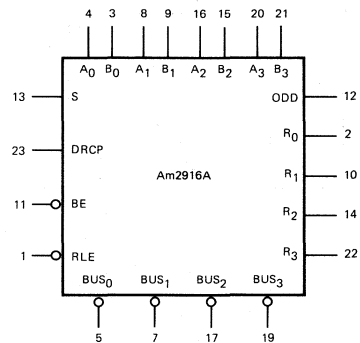 4 3 8 9 16 15 20 21
A0 B0 A1 B1 A2 B2 A3 B3
13 S ODD 12
R0 2
23 DRCP
Am2916A R1 10
11 BE
R2 14
1 RLE R3 22
BUS0 BUS1 BUS2 BUS3
5 7 17 19